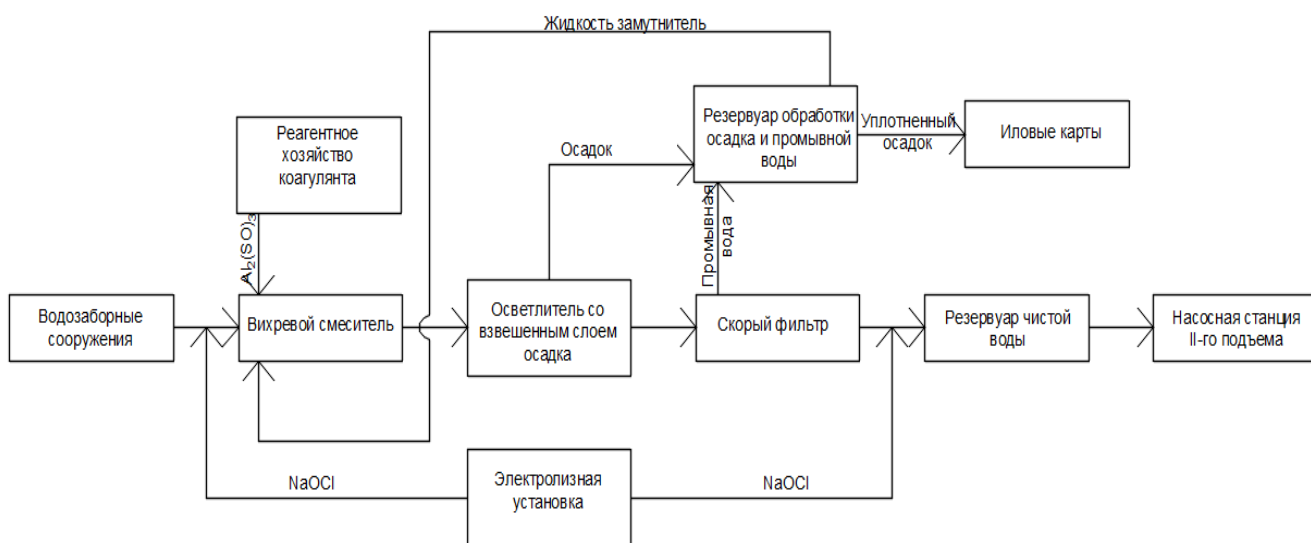 Жидкость замутнитель
Реагентное
хозяйство
коагулянта
Осадок
Резервуар обработки
осадка и промывной
воды
Уплотненный
осадок
Иловые карты
Al₂(SO)₃
Промывная
вода
Водозаборные
сооружения
Вихревой смеситель
Осветлитель со
взвешенным слоем
осадка
Скорый фильтр
Резервуар чистой
воды
Насосная станция
II-го подъема
NaOCl
Электролизная
установка
NaOCl